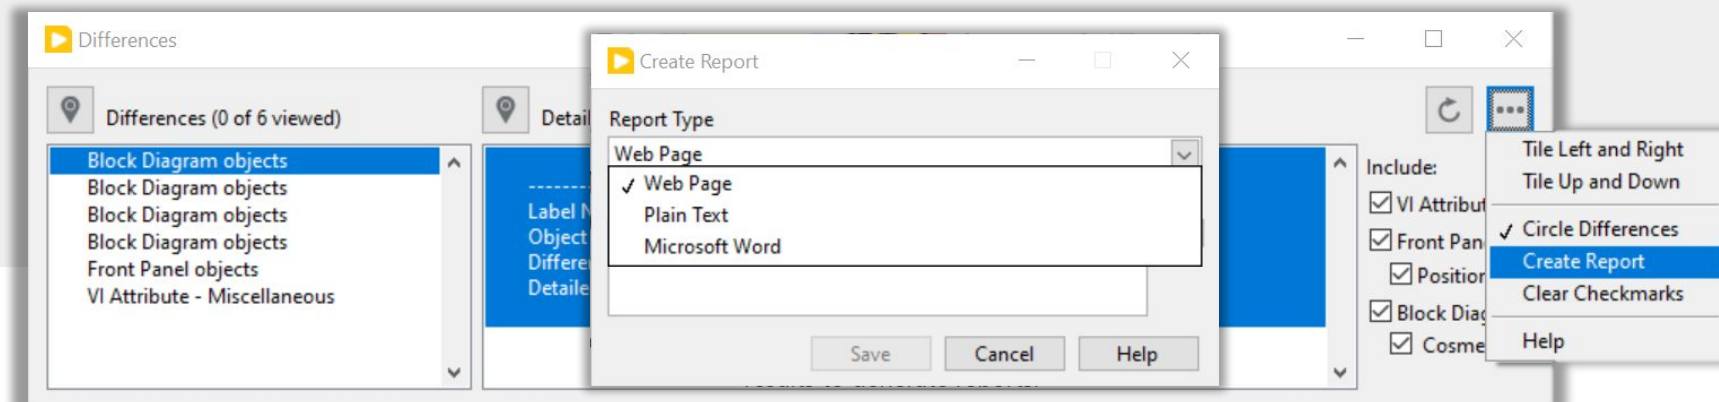 Differences
Differences (0 of 6 viewed)
Block Diagram objects
Block Diagram objects
Block Diagram objects
Block Diagram objects
Front Panel objects
VI Attribute - Miscellaneous
Detail
----------
Label N
Object
Differe
Detaile
Create Report
Report Type
Web Page
✓ Web Page
Plain Text
Microsoft Word
Save
Cancel
Help
Include:
VI Attribut
Front Pan
Position
Block Diag
Cosme
Tile Left and Right
Tile Up and Down
✓ Circle Differences
Create Report
Clear Checkmarks
Help